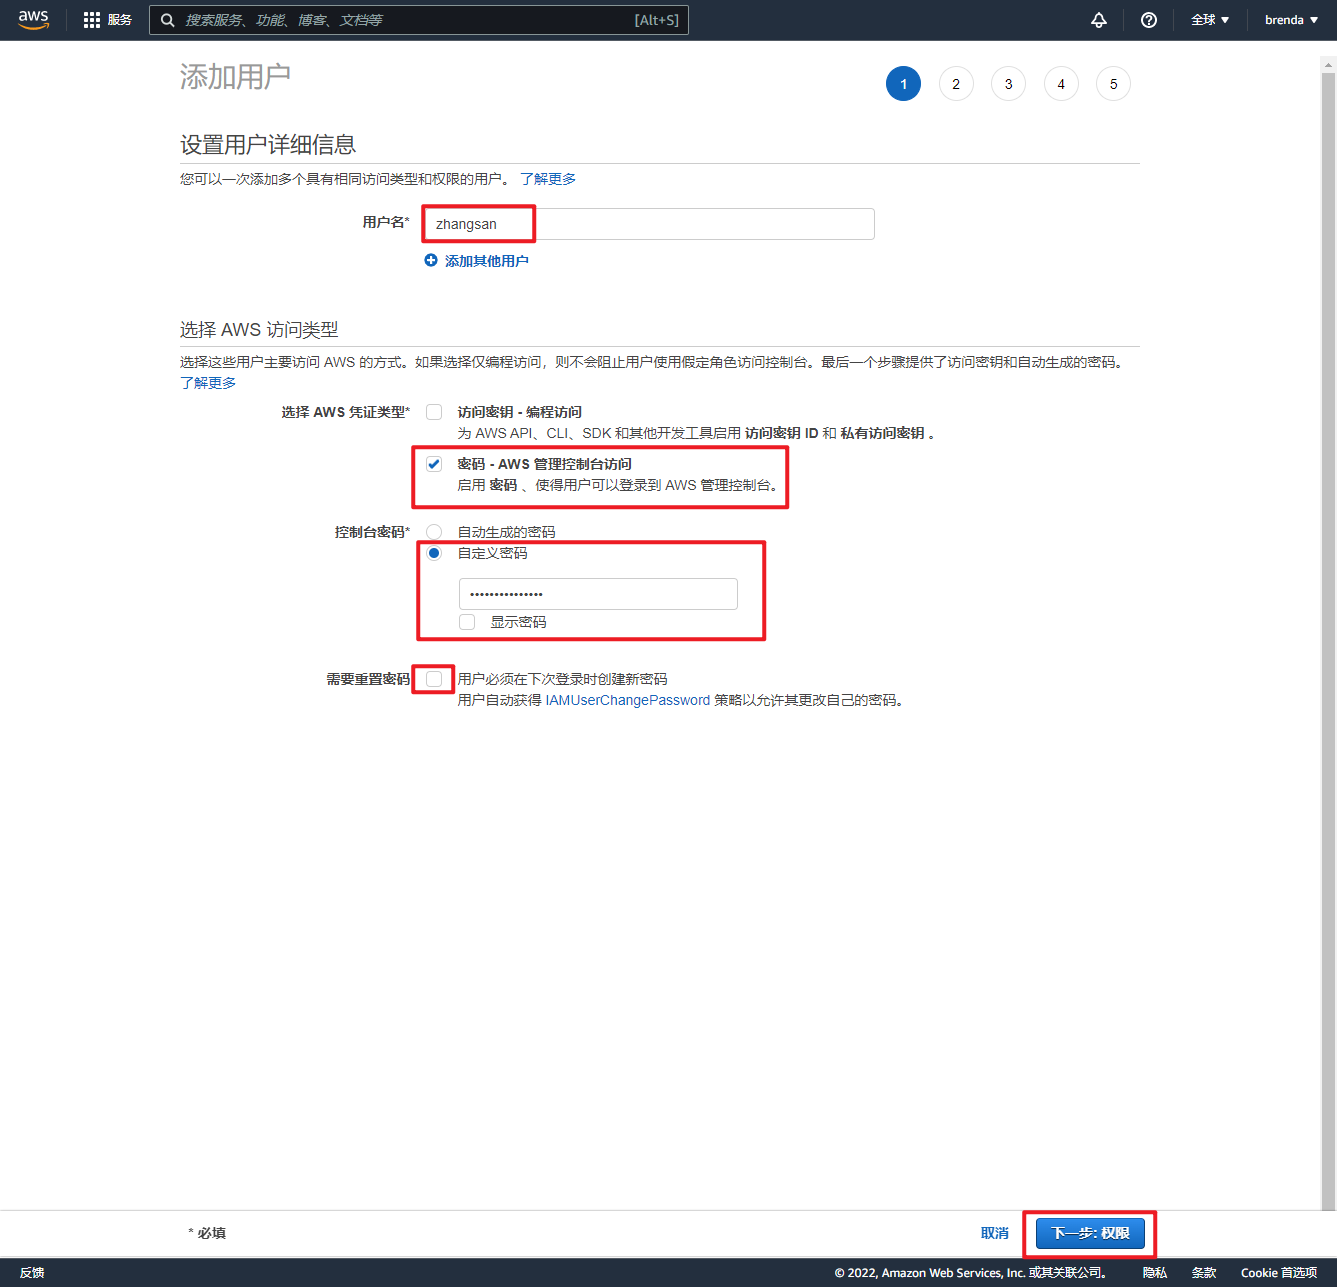 aws 服务 搜索服务、功能、博客、文档等 [Alt+S] 全球 ▼ brenda ▼
添加用户 1 2 3 4 5
设置用户详细信息
您可以一次添加多个具有相同访问类型和权限的用户。 了解更多
用户名* zhangsan
添加其他用户
选择 AWS 访问类型
选择这些用户主要访问 AWS 的方式。如果选择仅编程访问，则不会阻止用户使用假定角色访问控制台。最后一个步骤提供了访问密钥和自动生成的密码。
了解更多
选择 AWS 凭证类型* 访问密钥 - 编程访问
为 AWS API、CLI、SDK 和其他开发工具启用 访问密钥 ID 和 私有访问密钥 。
密码 - AWS 管理控制台访问
启用 密码 、使得用户可以登录到 AWS 管理控制台。
控制台密码* 自动生成的密码
自定义密码
•••••••••••••••
显示密码
需要重置密码 用户必须在下次登录时创建新密码
用户自动获得 IAMUserChangePassword 策略以允许其更改自己的密码。
* 必填 取消 下一步: 权限
反馈 © 2022, Amazon Web Services, Inc. 或其关联公司。 隐私 条款 Cookie 首选项